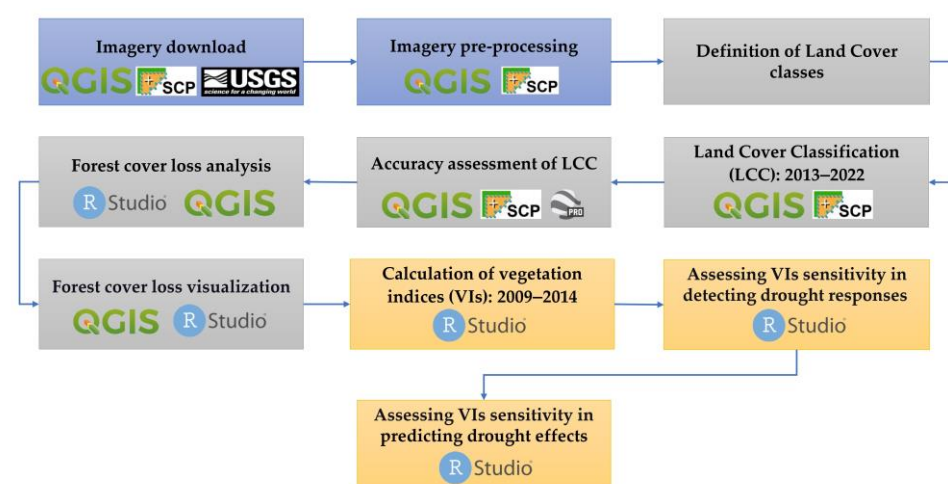 Imagery download
QGIS SCP USGS
science for a changing world
Imagery pre-processing
QGIS SCP
Definition of Land Cover
classes
Land Cover Classification
(LCC): 2013–2022
QGIS SCP
Accuracy assessment of LCC
QGIS SCP PRO
Forest cover loss analysis
R Studio QGIS
Forest cover loss visualization
QGIS R Studio
Calculation of vegetation
indices (VIs): 2009–2014
R Studio
Assessing VIs sensitivity in
detecting drought responses
R Studio
Assessing VIs sensitivity in
predicting drought effects
R Studio